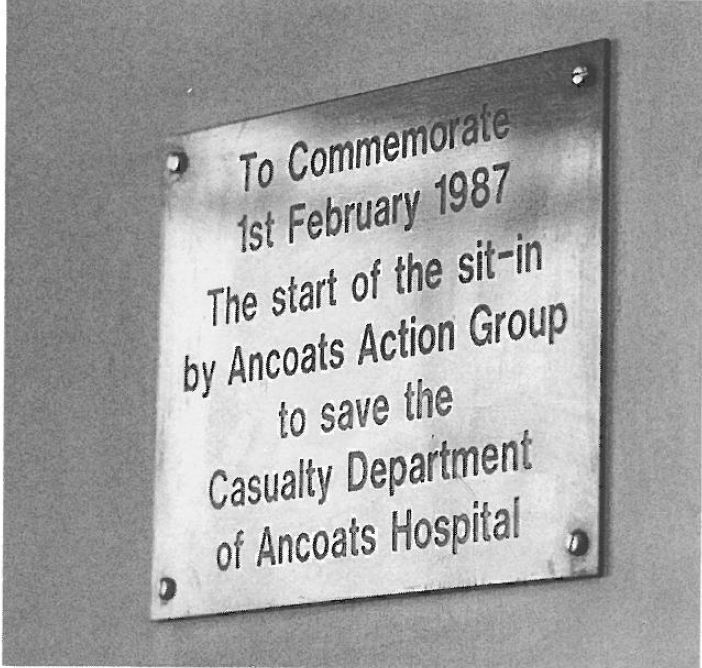 To Commemorate
1st February 1987
The start of the sit-in
by Ancoats Action Group
to save the
Casualty Department
of Ancoats Hospital